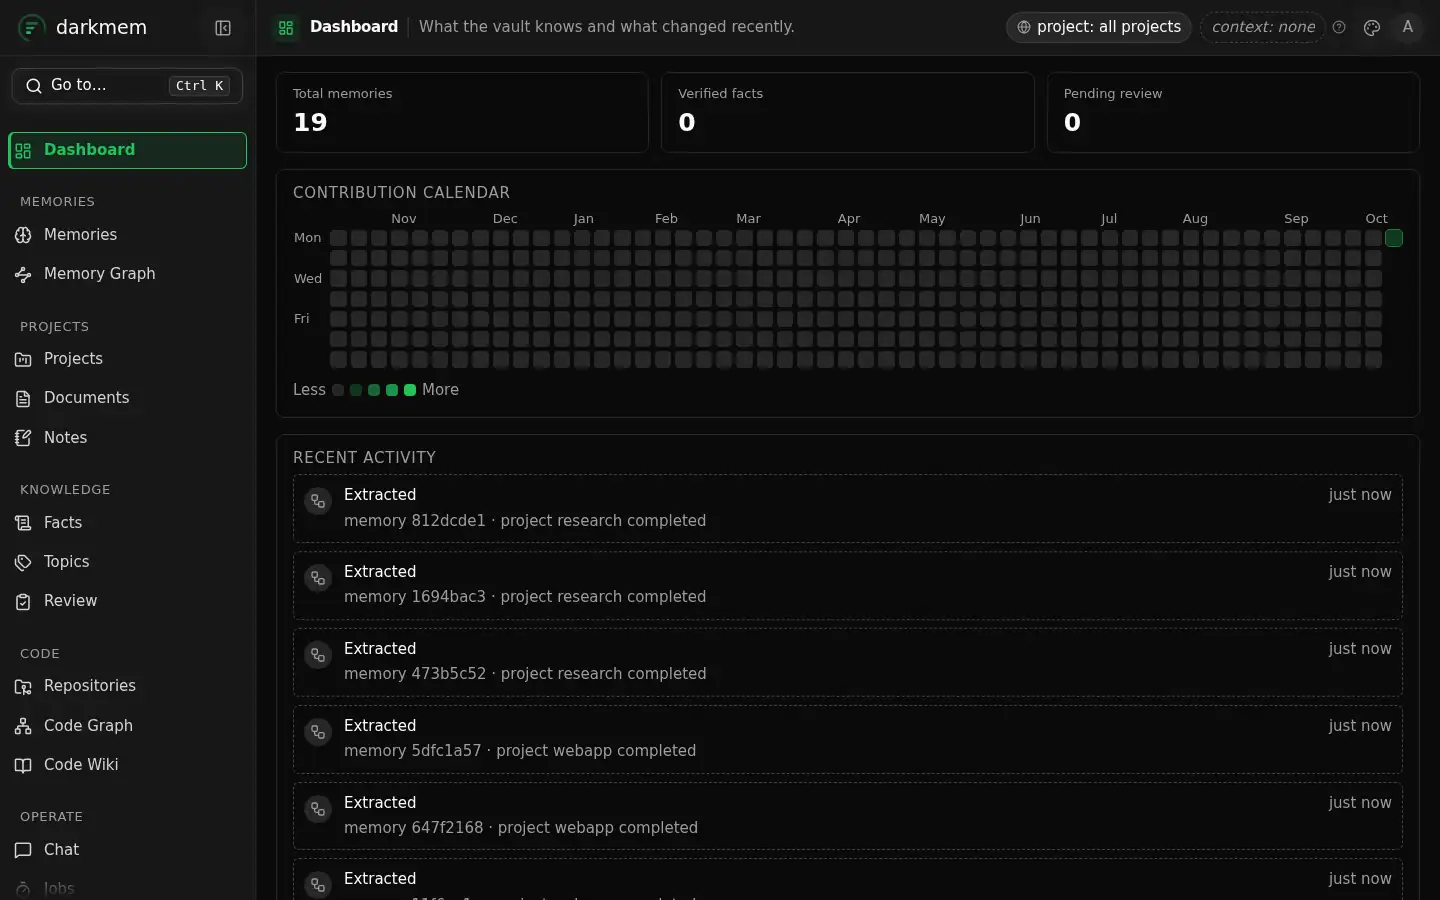 darkmem
Go to...
Ctrl K
Dashboard
MEMORIES
Memories
Memory Graph
PROJECTS
Projects
Documents
Notes
KNOWLEDGE
Facts
Topics
Review
CODE
Repositories
Code Graph
Code Wiki
OPERATE
Chat
Jobs
Dashboard
What the vault knows and what changed recently.
project: all projects
context: none
A
Total memories
19
Verified facts
0
Pending review
0
CONTRIBUTION CALENDAR
Nov Dec Jan Feb Mar Apr May Jun Jul Aug Sep Oct
Mon
Wed
Fri
Less More
RECENT ACTIVITY
Extracted just now
memory 812dcde1 · project research completed
Extracted just now
memory 1694bac3 · project research completed
Extracted just now
memory 473b5c52 · project research completed
Extracted just now
memory 5dfc1a57 · project webapp completed
Extracted just now
memory 647f2168 · project webapp completed
Extracted just now